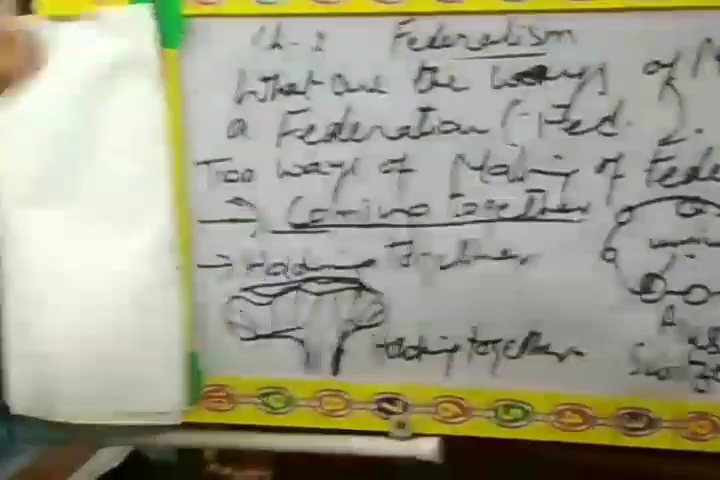 Ch-2 Federalism
What are the ways of
a Federation (Fed.).
Two ways of Making of Fede
→ Coming Together
→ Holding Together
Holding together